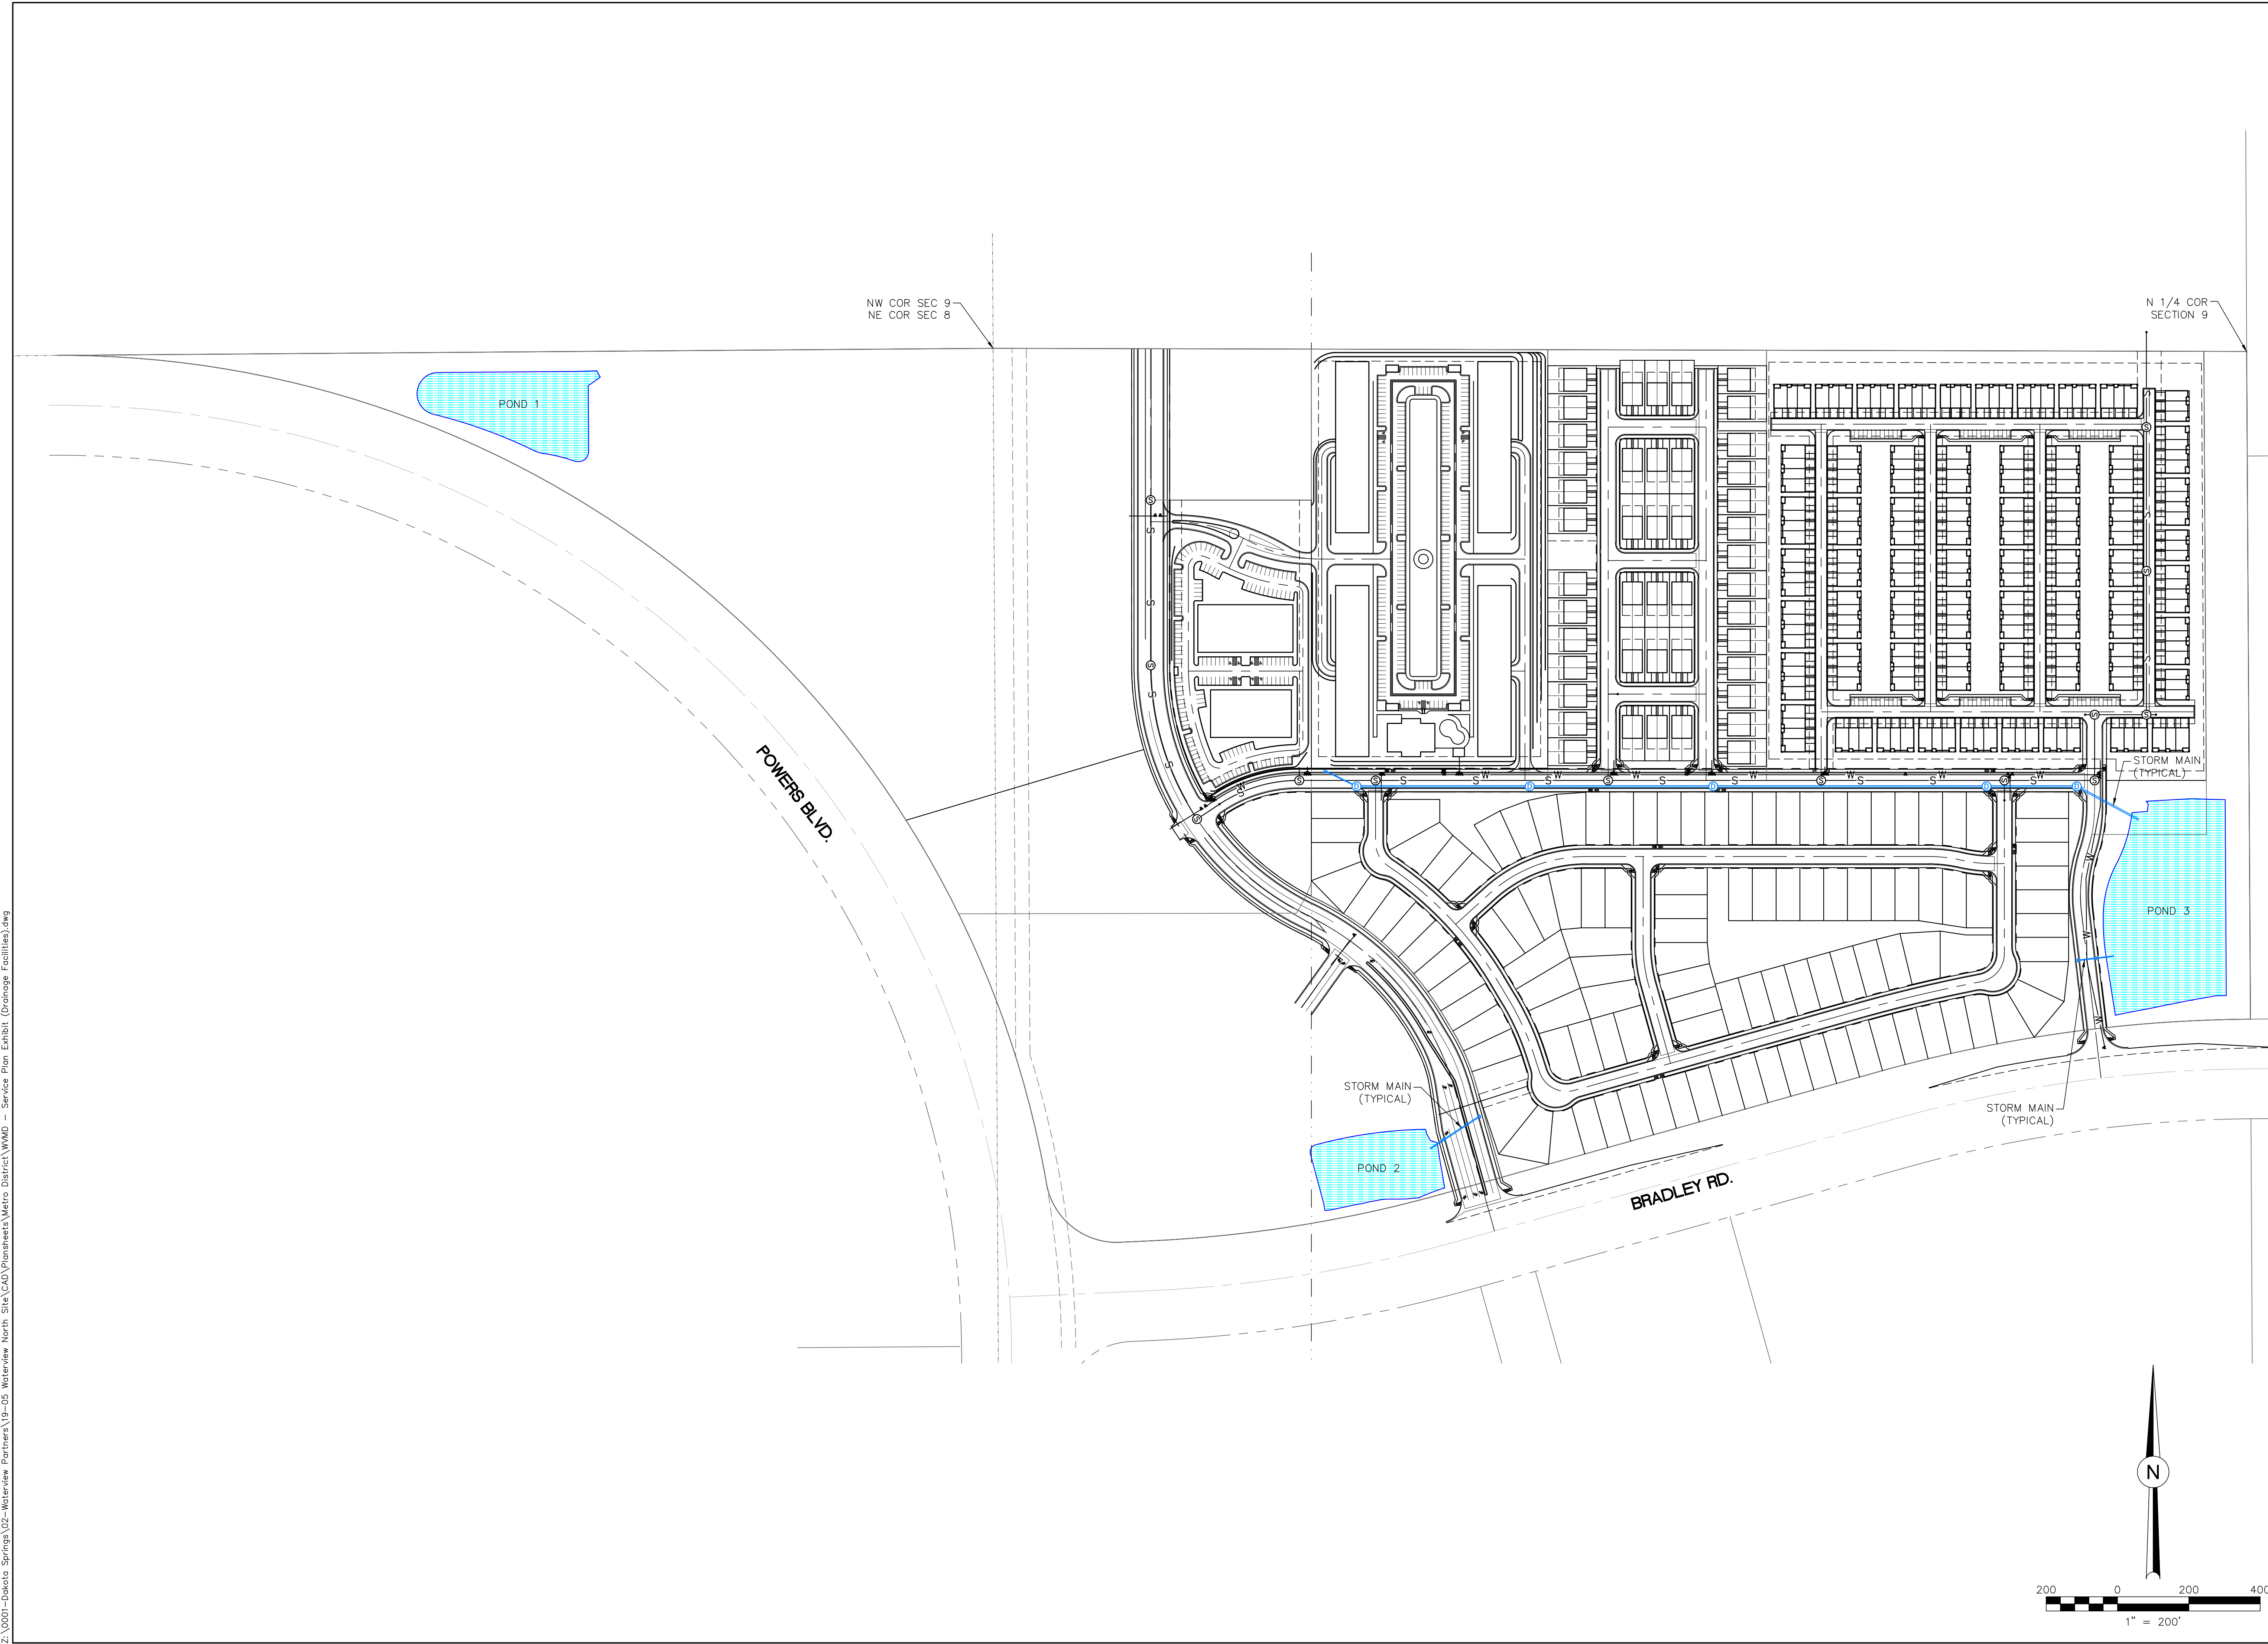 NW COR SEC 9
NE COR SEC 8
N 1/4 COR
SECTION 9
POND 1
POWERS BLVD.
STORM MAIN
(TYPICAL)
POND 3
STORM MAIN
(TYPICAL)
STORM MAIN
(TYPICAL)
POND 2
BRADLEY RD.
N
200 0 200 400
1" = 200'
Z:\0001-Dakota Springs\02-Waterview Partners\19-05 Waterview North Site\CAD\Plansheets\Metro District\WVMD - Service Plan Exhibit (Drainage Facilities).dwg